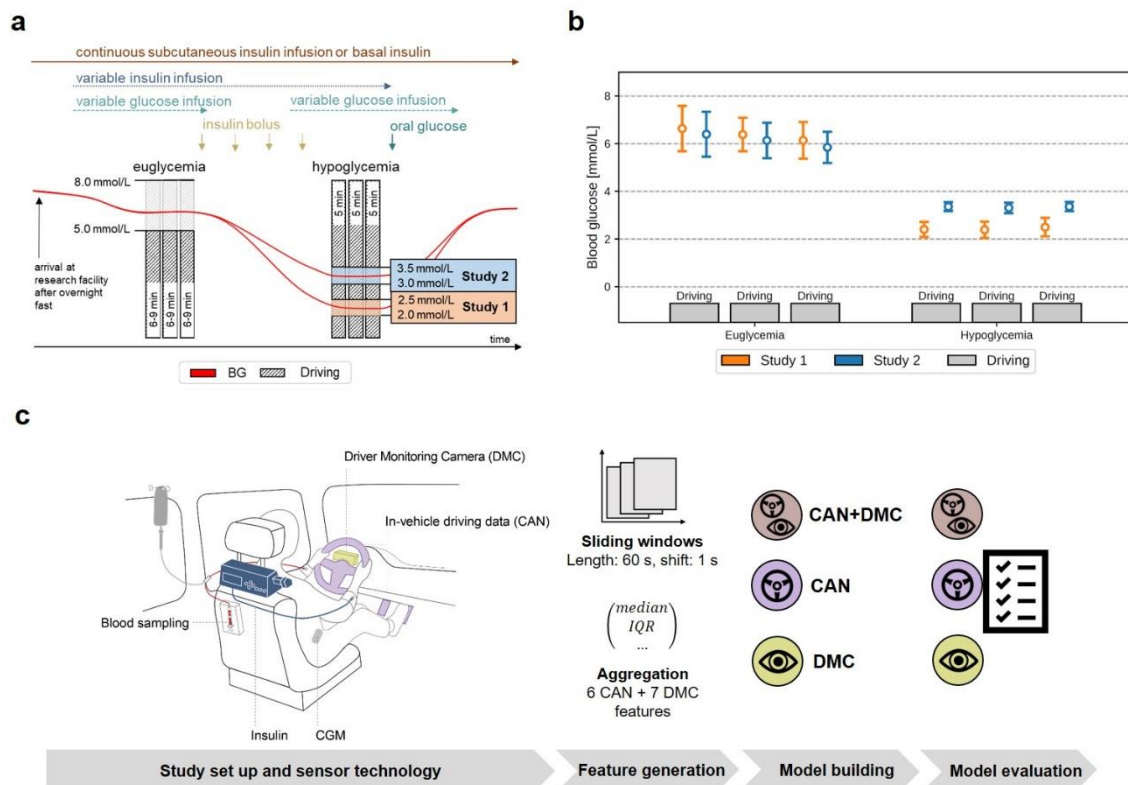 a
continuous subcutaneous insulin infusion or basal insulin
variable insulin infusion
variable glucose infusion
variable glucose infusion
insulin bolus
oral glucose
euglycemia
hypoglycemia
8.0 mmol/L
5.0 mmol/L
arrival at
research facility
after overnight
fast
6-9 min
6-9 min
6-9 min
5 min
5 min
5 min
3.5 mmol/L
3.0 mmol/L
Study 2
2.5 mmol/L
2.0 mmol/L
Study 1
time
BG
Driving
b
Blood glucose [mmol/L]
8
6
4
2
0
Driving
Driving
Driving
Driving
Driving
Driving
Euglycemia
Hypoglycemia
Study 1
Study 2
Driving
c
Driver Monitoring Camera (DMC)
In-vehicle driving data (CAN)
Blood sampling
Insulin
CGM
Sliding windows
Length: 60 s, shift: 1 s
median
IQR
...
Aggregation
6 CAN + 7 DMC
features
CAN+DMC
CAN
DMC
Study set up and sensor technology
Feature generation
Model building
Model evaluation